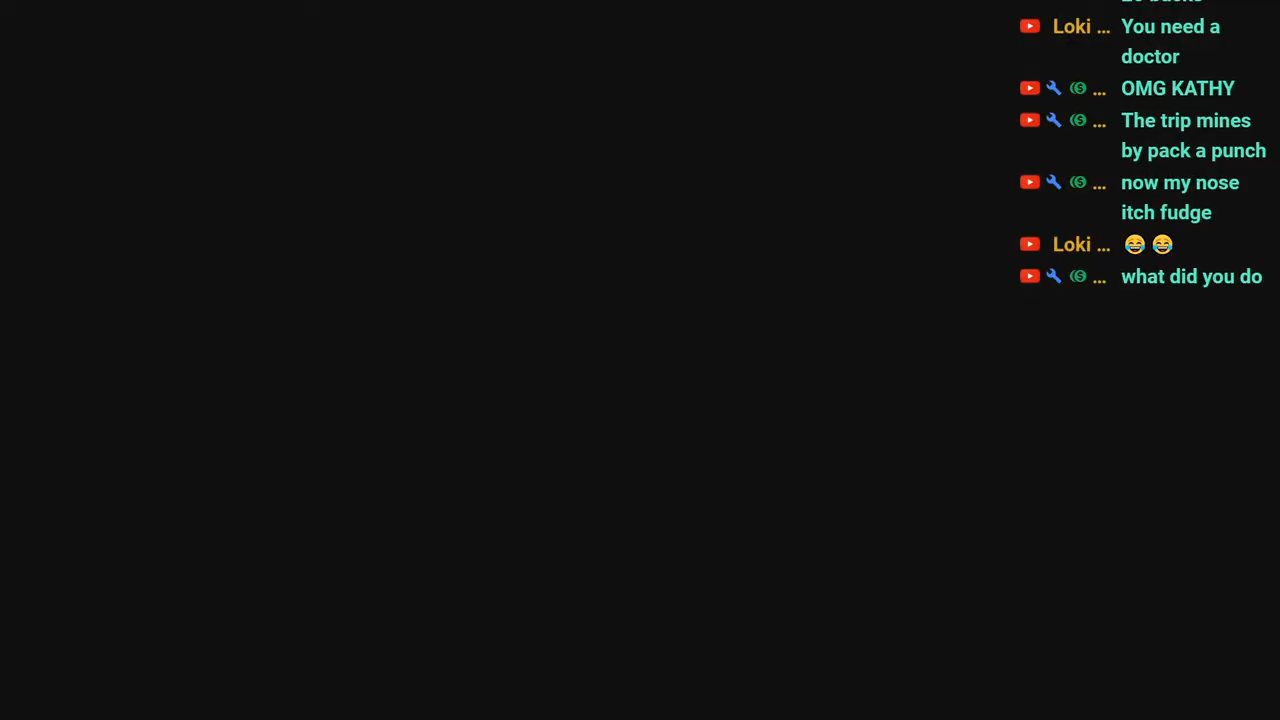 Loki ... You need a
doctor
... OMG KATHY
... The trip mines
by pack a punch
... now my nose
itch fudge
Loki ... 😂 😂
... what did you do